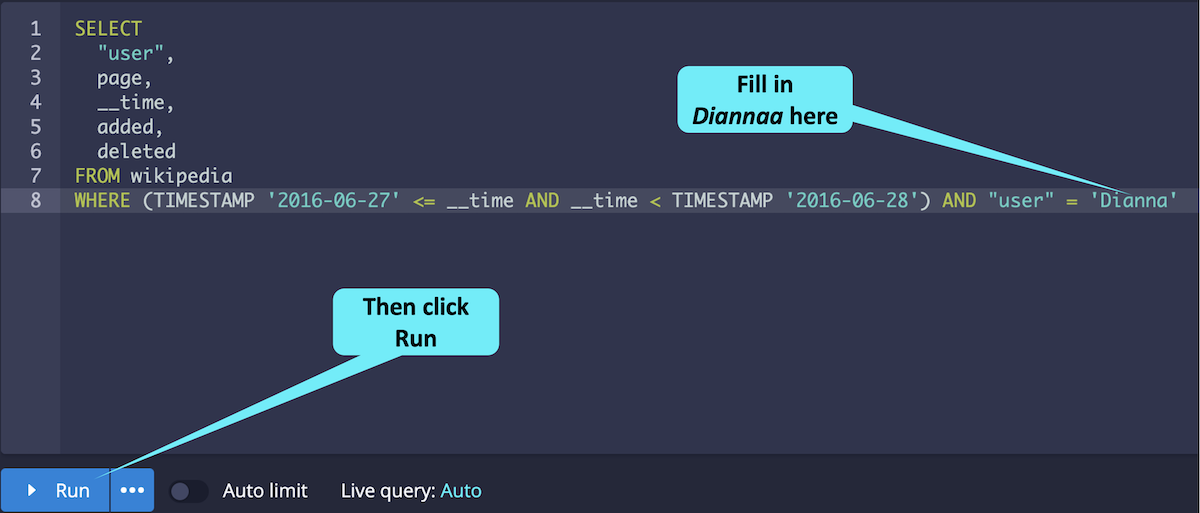 1 SELECT
2 "user",
3 page,
4 __time,
5 added,
6 deleted
7 FROM wikipedia
8 WHERE (TIMESTAMP '2016-06-27' <= __time AND __time < TIMESTAMP '2016-06-28') AND "user" = 'Dianna'
Fill in
Diannaa here
Then click
Run
Run ••• Auto limit Live query: Auto